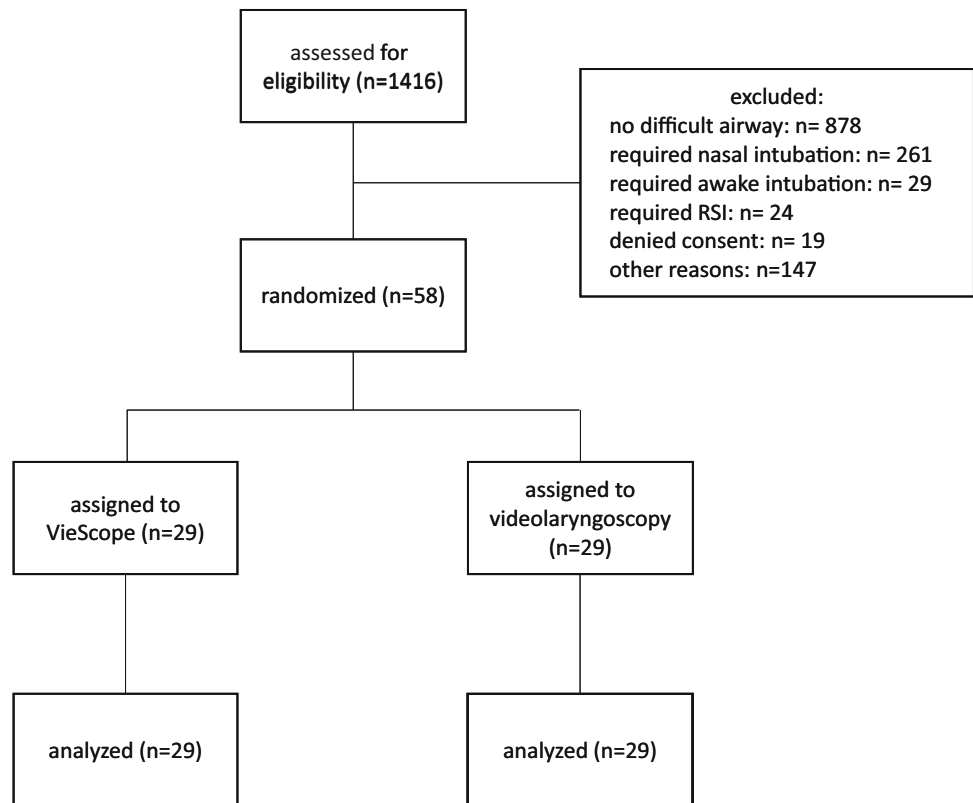 assessed for
eligibility (n=1416)
excluded:
no difficult airway: n= 878
required nasal intubation: n= 261
required awake intubation: n= 29
required RSI: n= 24
denied consent: n= 19
other reasons: n=147
randomized (n=58)
assigned to
VieScope (n=29)
assigned to
videolaryngoscopy
(n=29)
analyzed (n=29)
analyzed (n=29)